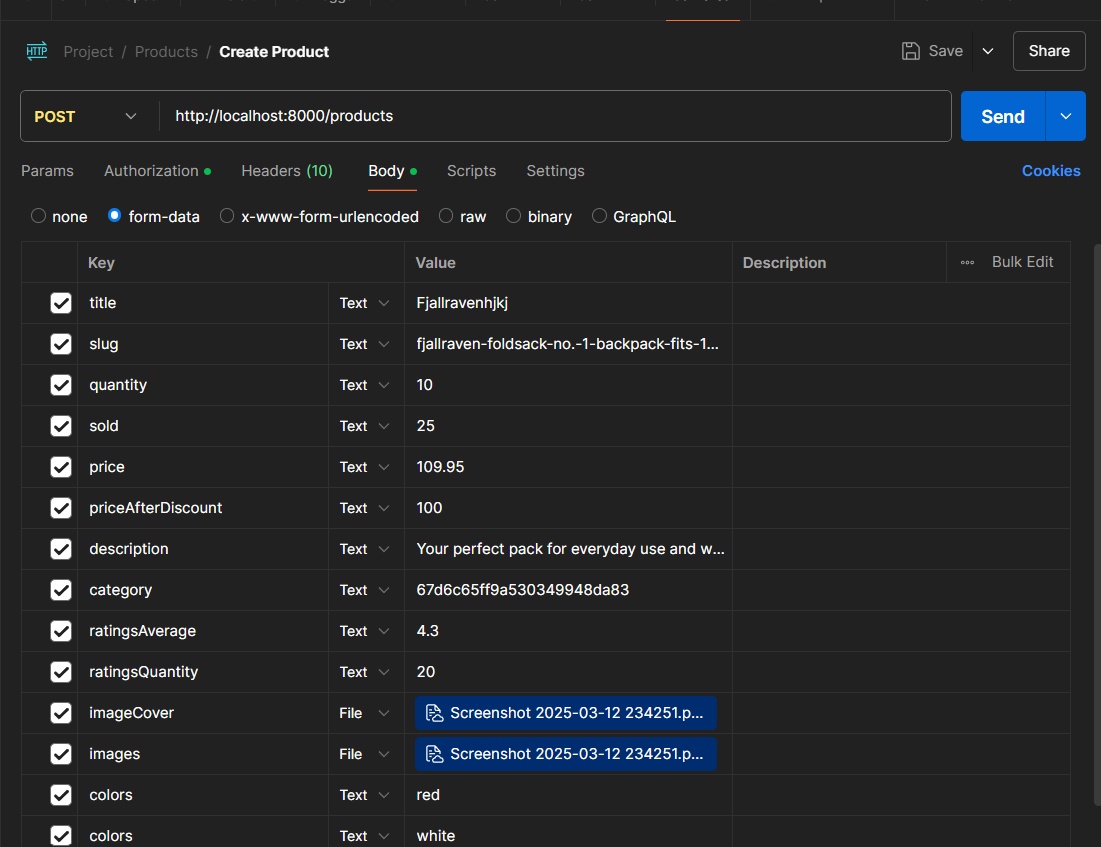 HTTP Project / Products / Create Product Save Share
POST http://localhost:8000/products Send
Params Authorization Headers (10) Body Scripts Settings Cookies
none form-data x-www-form-urlencoded raw binary GraphQL
Key Value Description Bulk Edit
title Text Fjallravenhjkj
slug Text fjallraven-foldsack-no.-1-backpack-fits-1...
quantity Text 10
sold Text 25
price Text 109.95
priceAfterDiscount Text 100
description Text Your perfect pack for everyday use and w...
category Text 67d6c65ff9a530349948da83
ratingsAverage Text 4.3
ratingsQuantity Text 20
imageCover File Screenshot 2025-03-12 234251.p...
images File Screenshot 2025-03-12 234251.p...
colors Text red
colors Text white